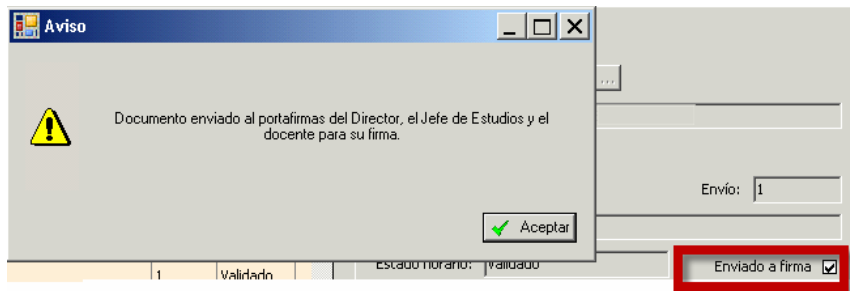 Aviso
...
Documento enviado al portafirmas del Director, el Jefe de Estudios y el
docente para su firma.
Envío: 1
Aceptar
Estado horario: Validado
Enviado a firma
1 Validado